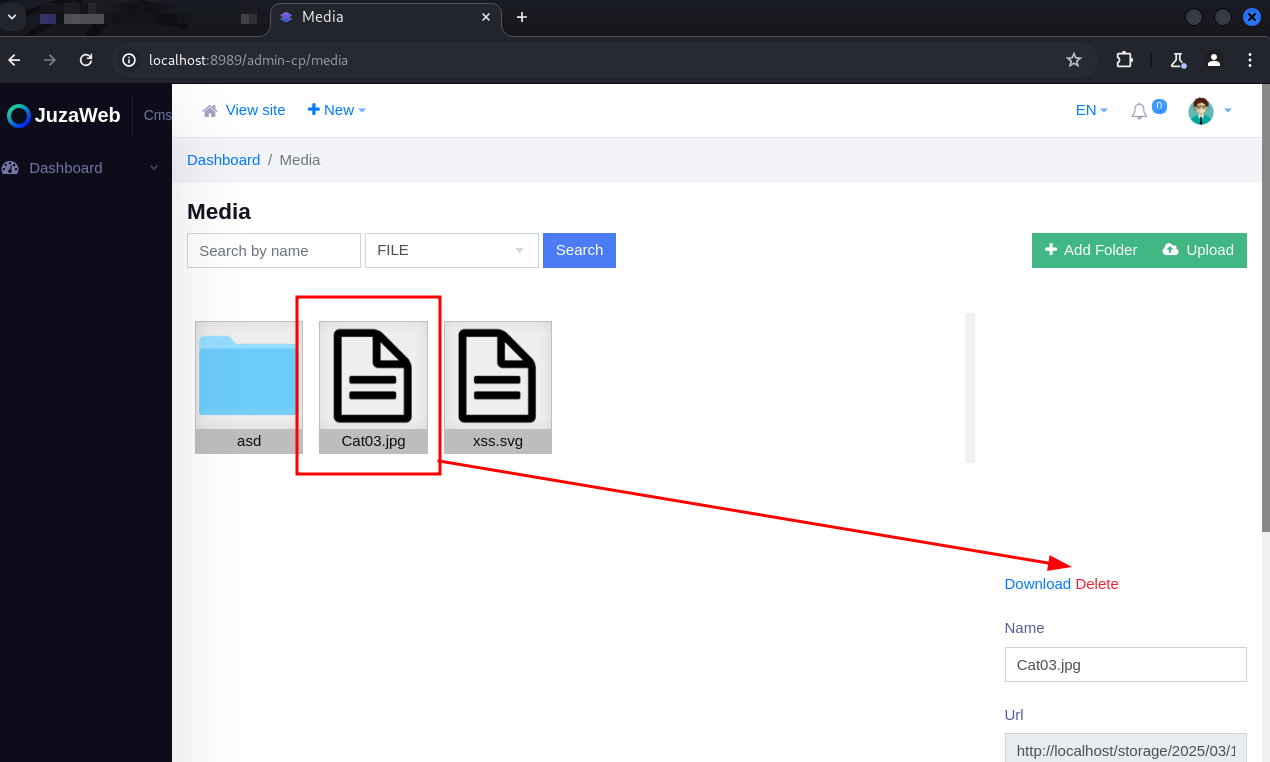 Media
localhost:8989/admin-cp/media
JuzaWeb
Cms
View site
New
EN
0
Dashboard
Dashboard / Media
Media
Search by name
FILE
Search
Add Folder
Upload
asd
Cat03.jpg
xss.svg
Download Delete
Name
Cat03.jpg
Url
http://localhost/storage/2025/03/1